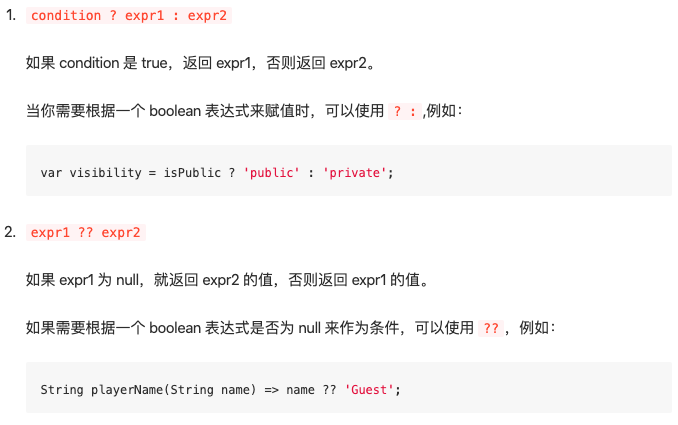 1. condition ? expr1 : expr2
如果 condition 是 true，返回 expr1，否则返回 expr2。
当你需要根据一个 boolean 表达式来赋值时，可以使用 ? : ,例如：
var visibility = isPublic ? 'public' : 'private';
2. expr1 ?? expr2
如果 expr1 为 null，就返回 expr2 的值，否则返回 expr1 的值。
如果需要根据一个 boolean 表达式是否为 null 来作为条件，可以使用 ?? ，例如：
String playerName(String name) => name ?? 'Guest';